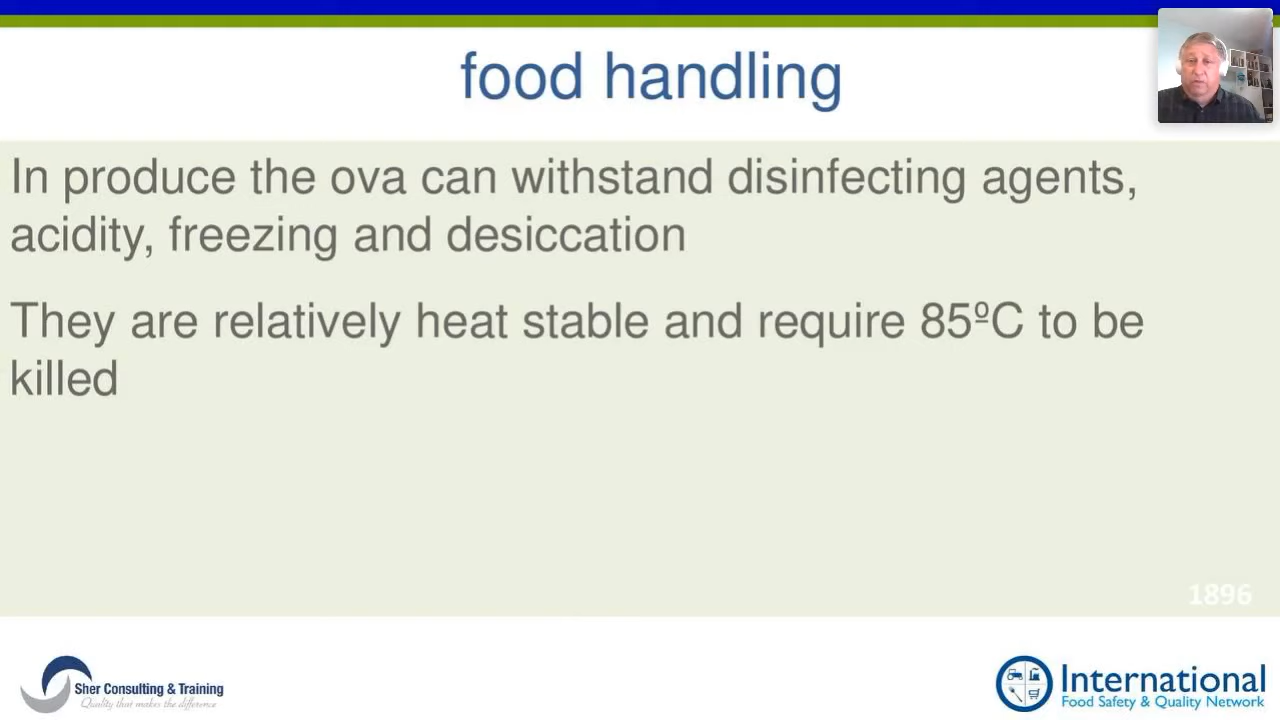 food handling
In produce the ova can withstand disinfecting agents,
acidity, freezing and desiccation
They are relatively heat stable and require 85ºC to be
killed
1896
Sher Consulting & Training
Quality that makes the difference
International
Food Safety & Quality Network